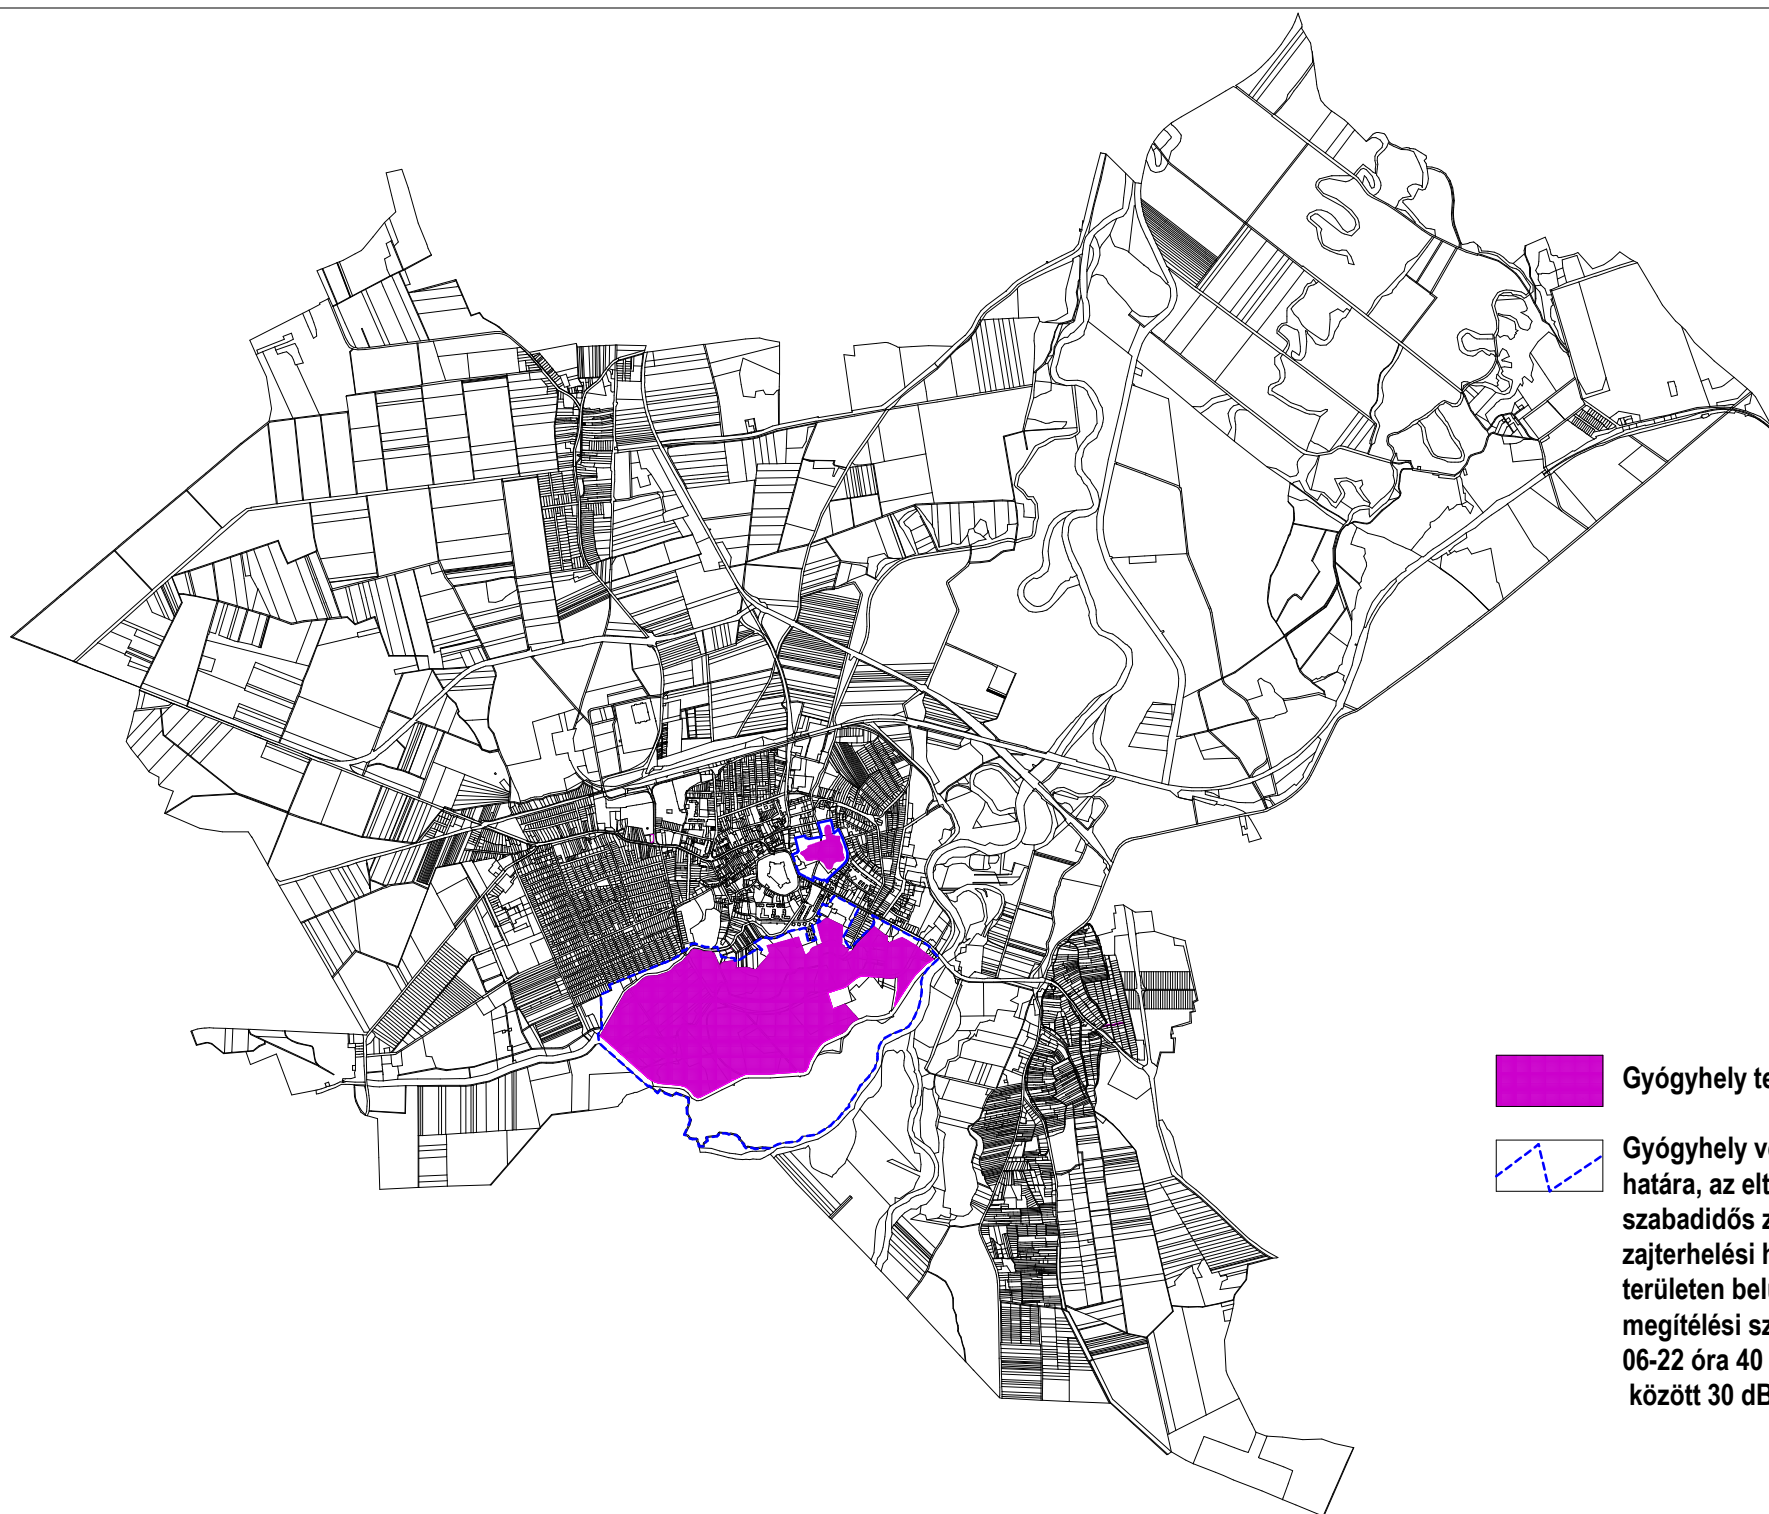 Gyógyhely te
Gyógyhely v
határa, az elt
szabadidős z
zajterhelési h
területen bel
megítélési sz
06-22 óra 40
között 30 dB